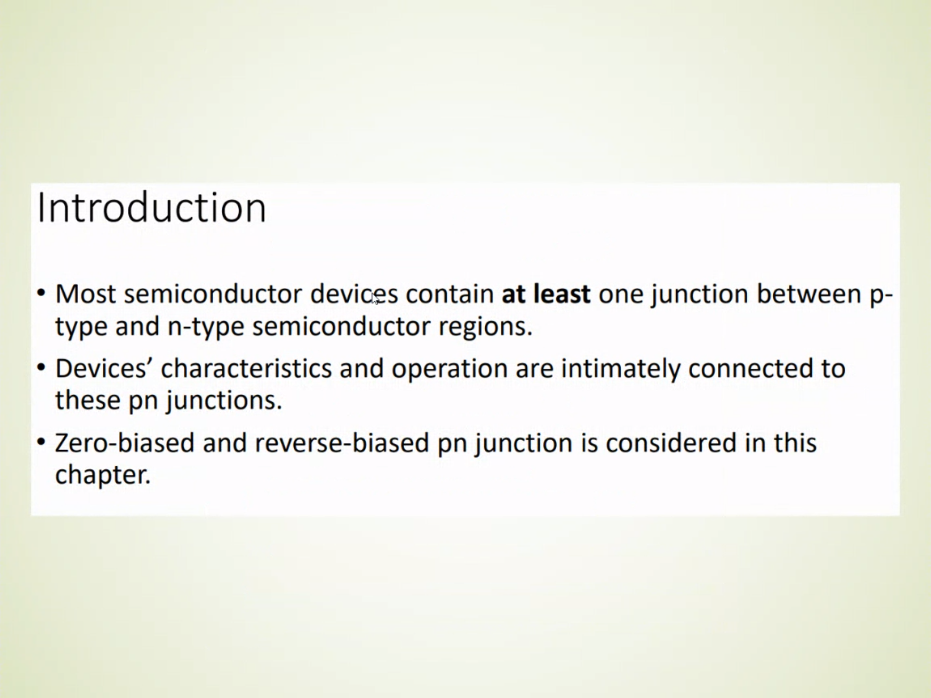 Introduction
• Most semiconductor devices contain at least one junction between p-
type and n-type semiconductor regions.
• Devices’ characteristics and operation are intimately connected to
these pn junctions.
• Zero-biased and reverse-biased pn junction is considered in this
chapter.